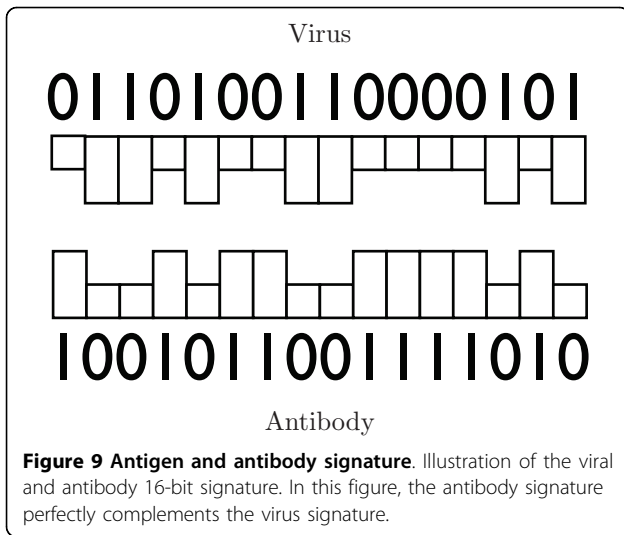 Virus
0110100110000101
1001011001111010
Antibody
Figure 9 Antigen and antibody signature. Illustration of the viral
and antibody 16-bit signature. In this figure, the antibody signature
perfectly complements the virus signature.